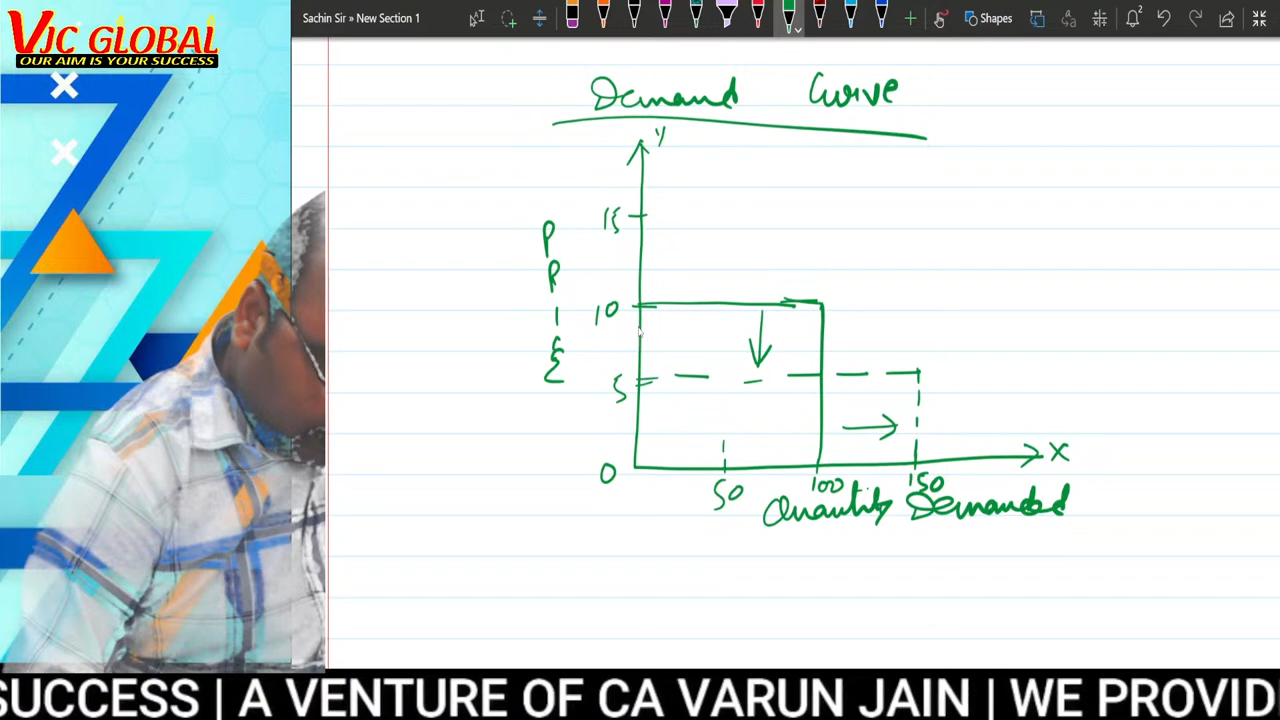 Sachin Sir » New Section 1
VJC GLOBAL
OUR AIM IS YOUR SUCCESS
Demand Curve
Y
15
PRICE
10
5
0
X
50
100
150
Quantity Demanded
SUCCESS | A VENTURE OF CA VARUN JAIN | WE PROVID